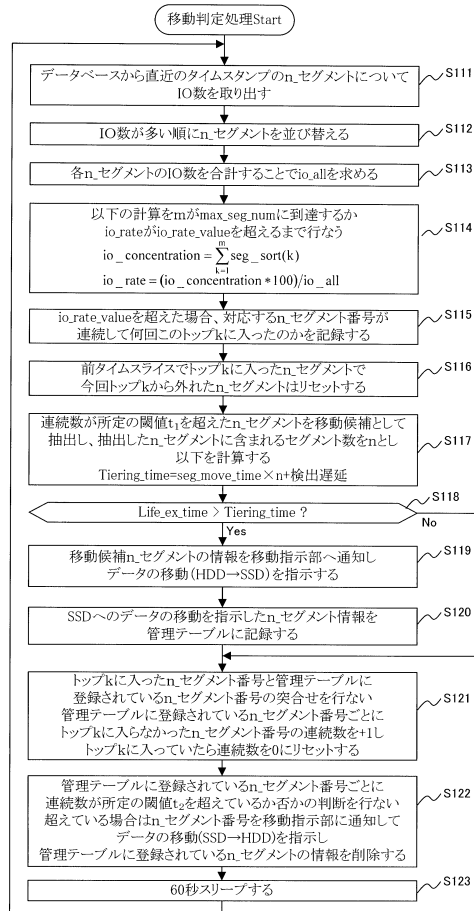 移動判定処理Start
データベースから直近のタイムスタンプのn_セグメントについて
IO数を取り出す
S111
IO数が多い順にn_セグメントを並び替える
S112
各n_セグメントのIO数を合計することでio_allを求める
S113
以下の計算をmがmax_seg_numに到達するか
io_rateがio_rate_valueを超えるまで行なう
io_concentration=∑seg_sort(k)
m
k=1
io_rate=(io_concentration*100)/io_all
S114
io_rate_valueを超えた場合、対応するn_セグメント番号が
連続して何回このトップkに入ったのかを記録する
S115
前タイムスライスでトップkに入ったn_セグメントで
今回トップkから外れたn_セグメントはリセットする
S116
連続数が所定の閾値t₁を超えたn_セグメントを移動候補として
抽出し、抽出したn_セグメントに含まれるセグメント数をnとし
以下を計算する
Tiering_time=seg_move_time×n+検出遅延
S117
Life_ex_time > Tiering_time ?
S118
No
Yes
移動候補n_セグメントの情報を移動指示部へ通知し
データの移動(HDD→SSD)を指示する
S119
SSDへのデータの移動を指示したn_セグメント情報を
管理テーブルに記録する
S120
トップkに入ったn_セグメント番号と管理テーブルに
登録されているn_セグメント番号の突合せを行ない
管理テーブルに登録されているn_セグメント番号ごとに
トップkに入らなかったn_セグメント番号の連続数を+1し
トップkに入っていたら連続数を0にリセットする
S121
管理テーブルに登録されているn_セグメント番号ごとに
連続数が所定の閾値t₂を超えているか否かの判断を行ない
超えている場合はn_セグメント番号を移動指示部に通知して
データの移動(SSD→HDD)を指示し
管理テーブルに登録されているn_セグメントの情報を削除する
S122
60秒スリープする
S123